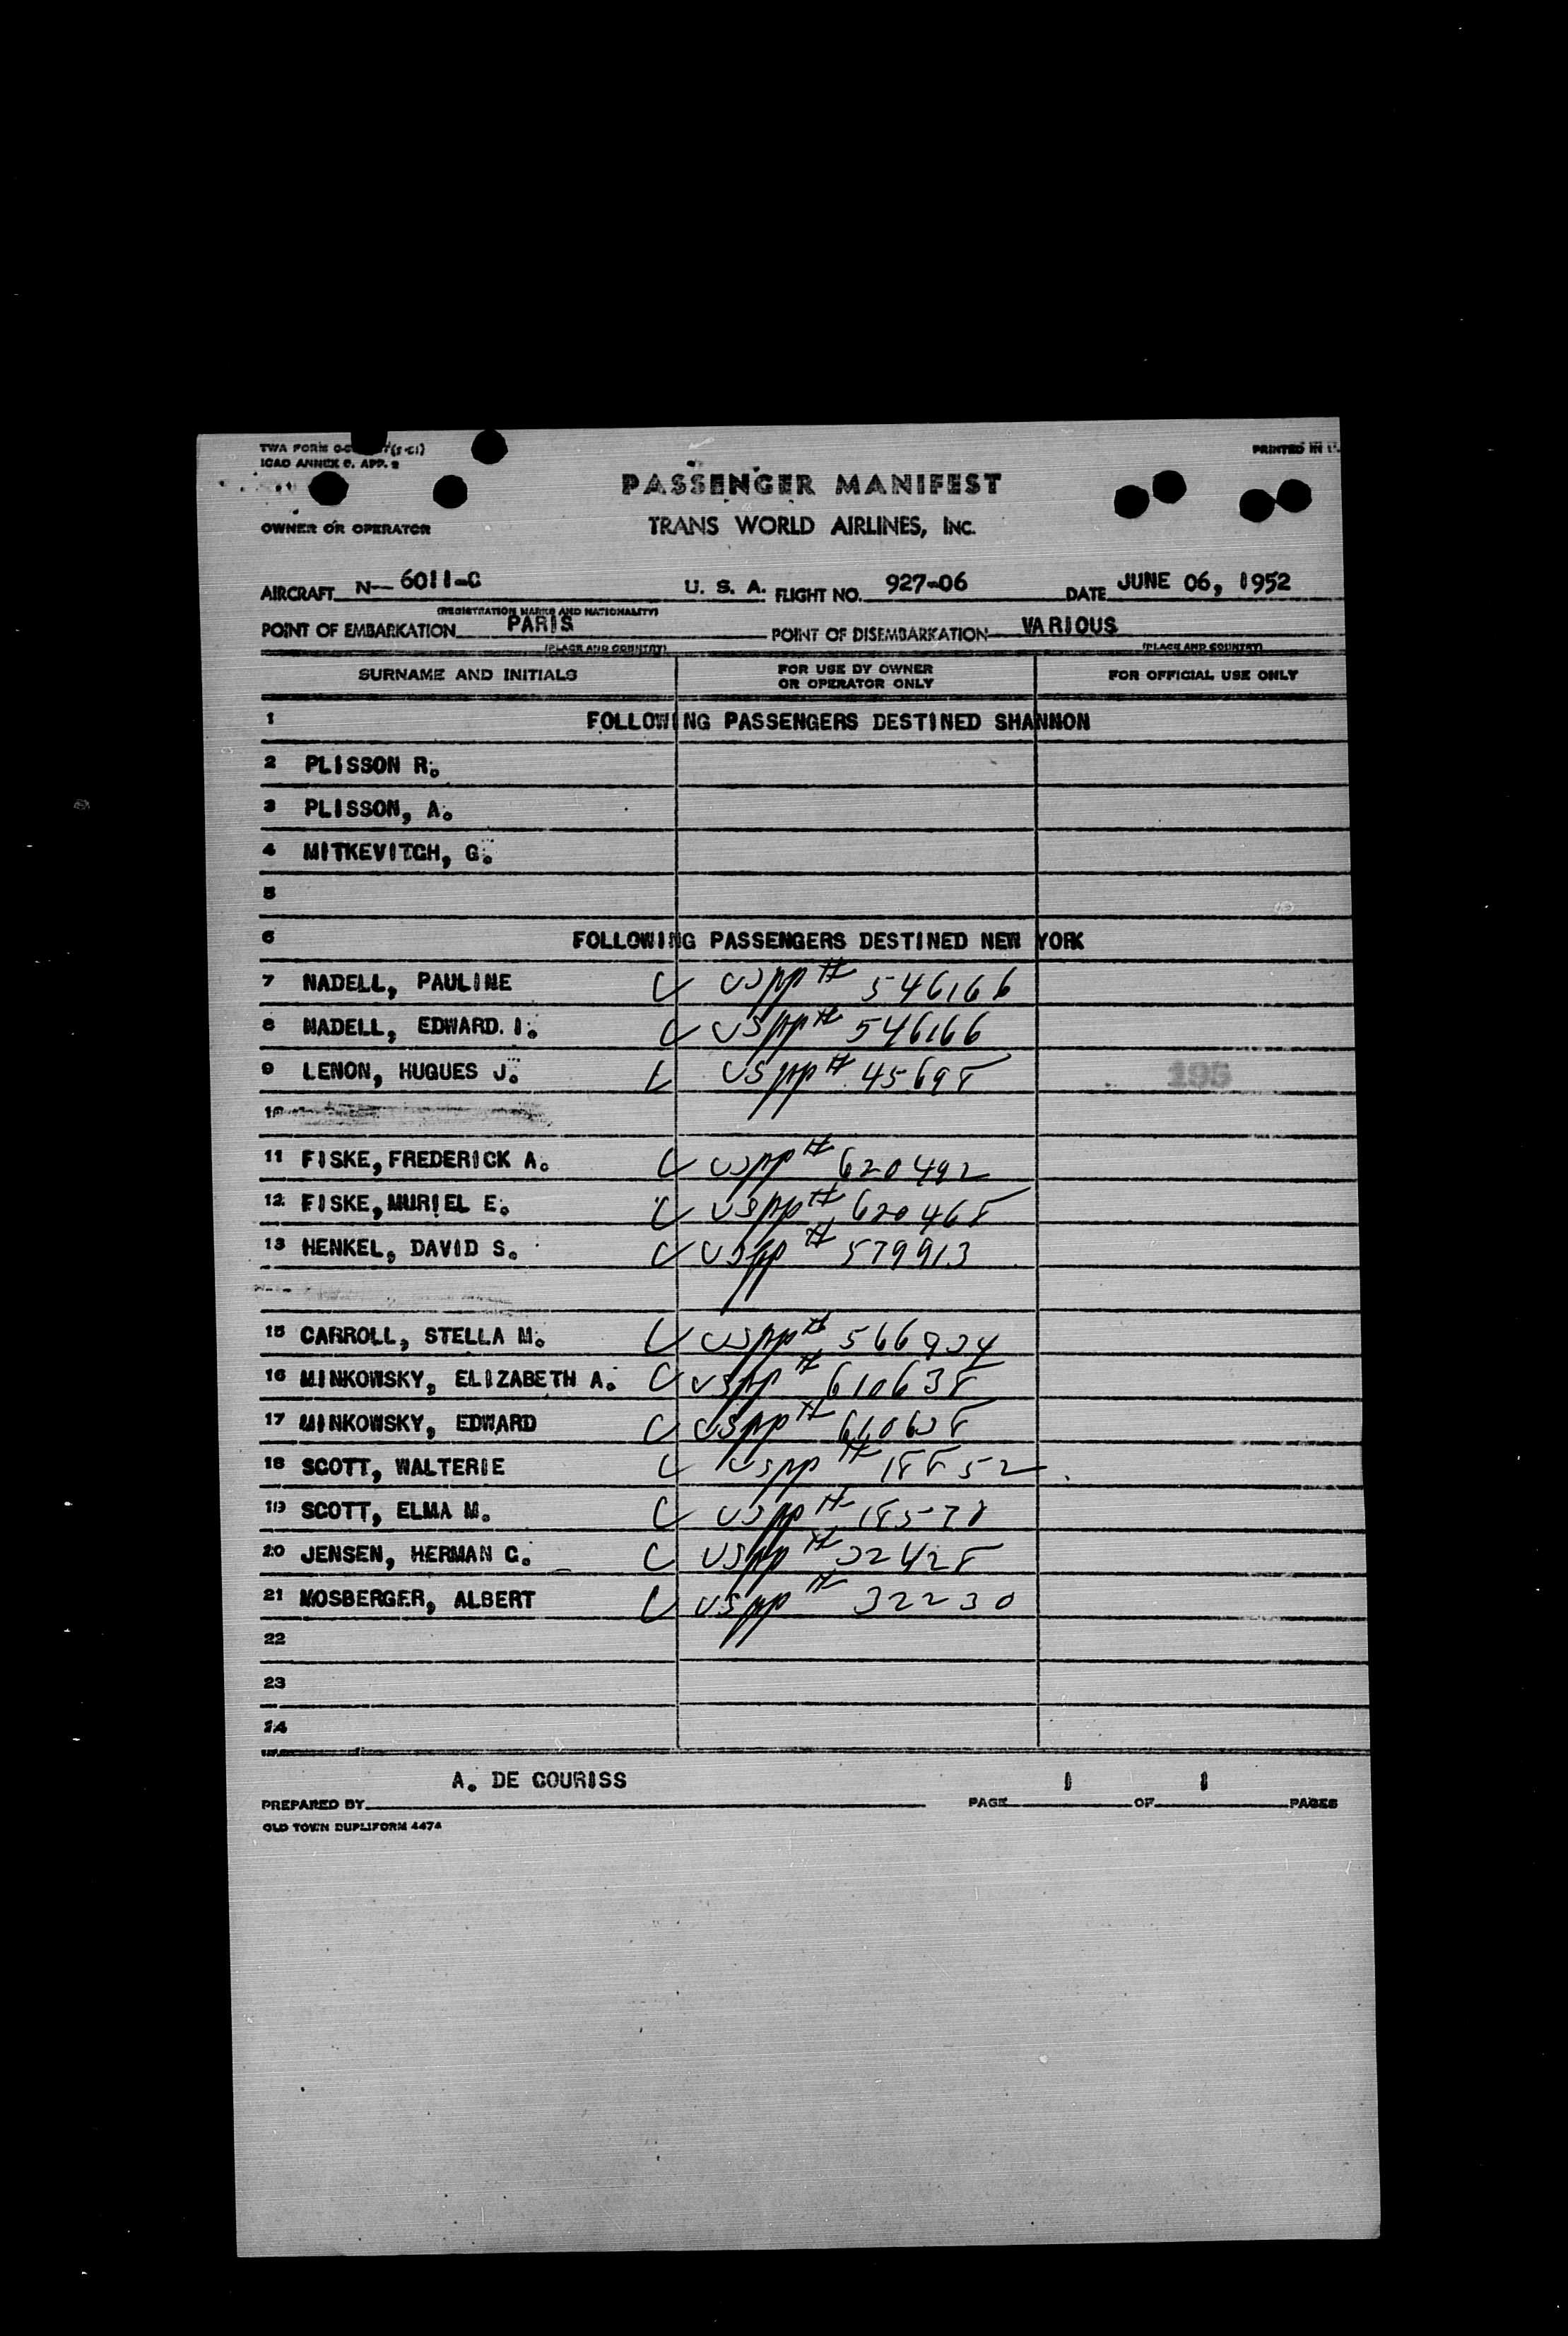 TWA FORM
ICAO ANNEX 9, APP. 2
PRINTED IN
PASSENGER MANIFEST
OWNER OR OPERATOR
TRANS WORLD AIRLINES, INC.
AIRCRAFT N— 6011-C U. S. A. FLIGHT NO. 927-06 DATE JUNE 06, 1952
(REGISTRATION MARKS AND NATIONALITY)
POINT OF EMBARKATION PARIS POINT OF DISEMBARKATION VARIOUS
(PLACE AND COUNTRY) (PLACE AND COUNTRY)
SURNAME AND INITIALS FOR USE BY OWNER OR OPERATOR ONLY FOR OFFICIAL USE ONLY
1 FOLLOWING PASSENGERS DESTINED SHANNON
2 PLISSON R.
3 PLISSON, A.
4 MITKEVITCH, G.
5
6 FOLLOWING PASSENGERS DESTINED NEW YORK
7 NADELL, PAULINE C USpp# 546166
8 NADELL, EDWARD. I. C USpp# 546166
9 LENON, HUGUES J. C USpp# 45698 195
10
11 FISKE, FREDERICK A. C USpp# 620492
12 FISKE, MURIEL E. C USpp# 620468
13 HENKEL, DAVID S. C USpp# 579913
15 CARROLL, STELLA M. C USpp# 566934
16 MINKOWSKY, ELIZABETH A. C USpp# 610638
17 MINKOWSKY, EDWARD C USpp# 610638
18 SCOTT, WALTERIE C USpp# 18852
19 SCOTT, ELMA M. C USpp# 18578
20 JENSEN, HERMAN C. C USpp# 32428
21 MOSBERGER, ALBERT C USpp# 32230
22
23
24
A. DE COURISS
PREPARED BY PAGE 1 OF 1 PAGES
OLD TOWN DUPLIFORM 4474